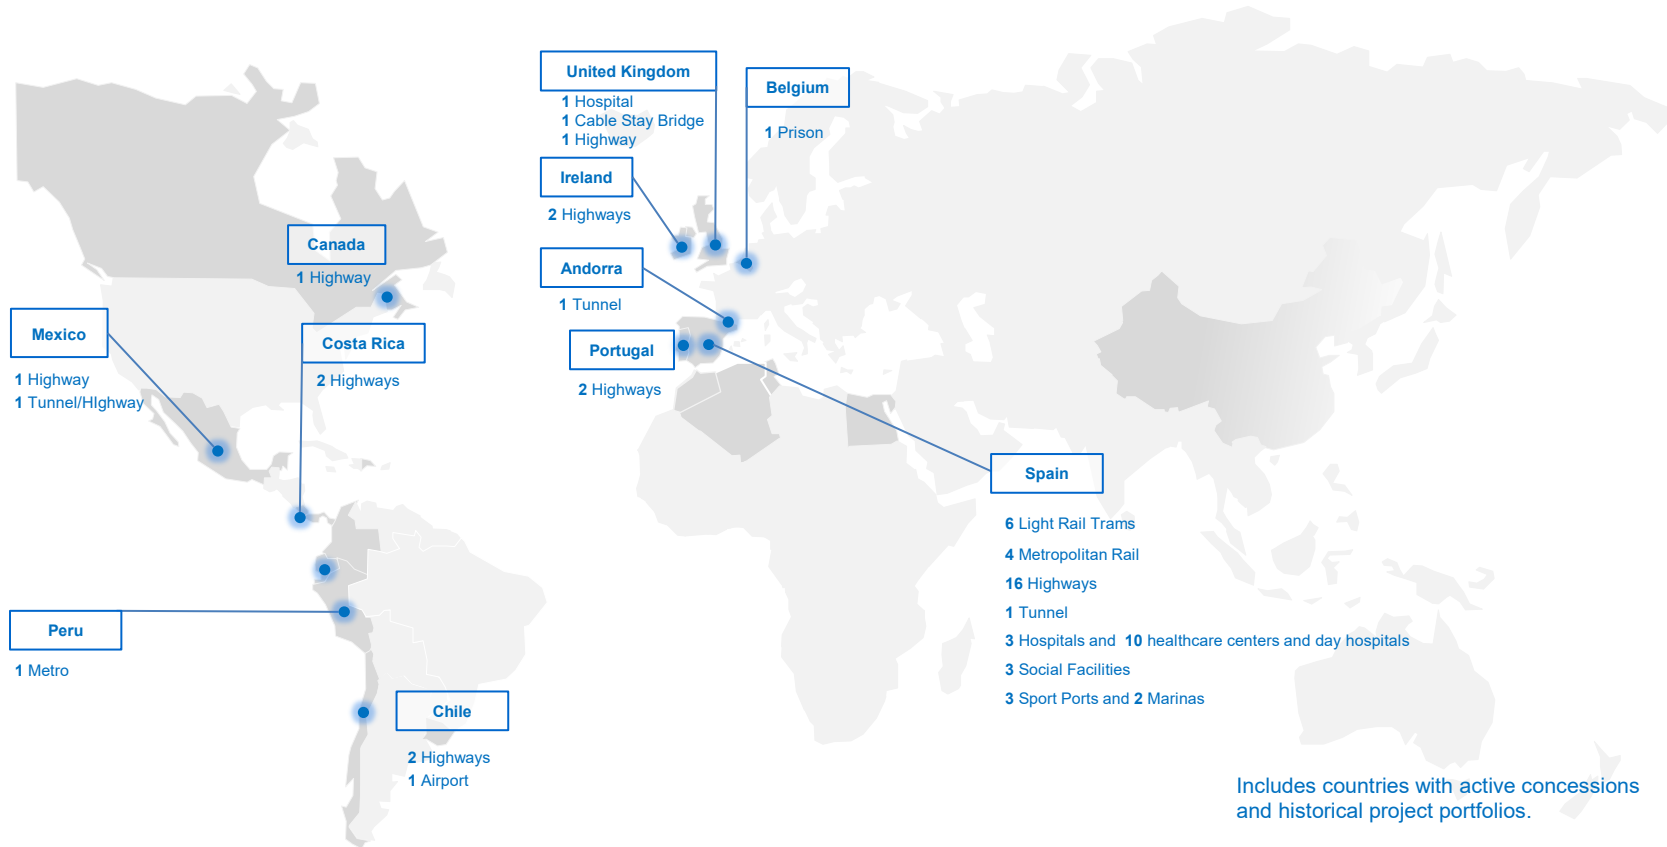 United Kingdom
1 Hospital
1 Cable Stay Bridge
1 Highway
Belgium
1 Prison
Ireland
2 Highways
Canada
1 Highway
Andorra
1 Tunnel
Mexico
1 Highway
1 Tunnel/HIghway
Costa Rica
2 Highways
Portugal
2 Highways
Spain
6 Light Rail Trams
4 Metropolitan Rail
16 Highways
1 Tunnel
3 Hospitals and 10 healthcare centers and day hospitals
3 Social Facilities
3 Sport Ports and 2 Marinas
Peru
1 Metro
Chile
2 Highways
1 Airport
Includes countries with active concessions
and historical project portfolios.